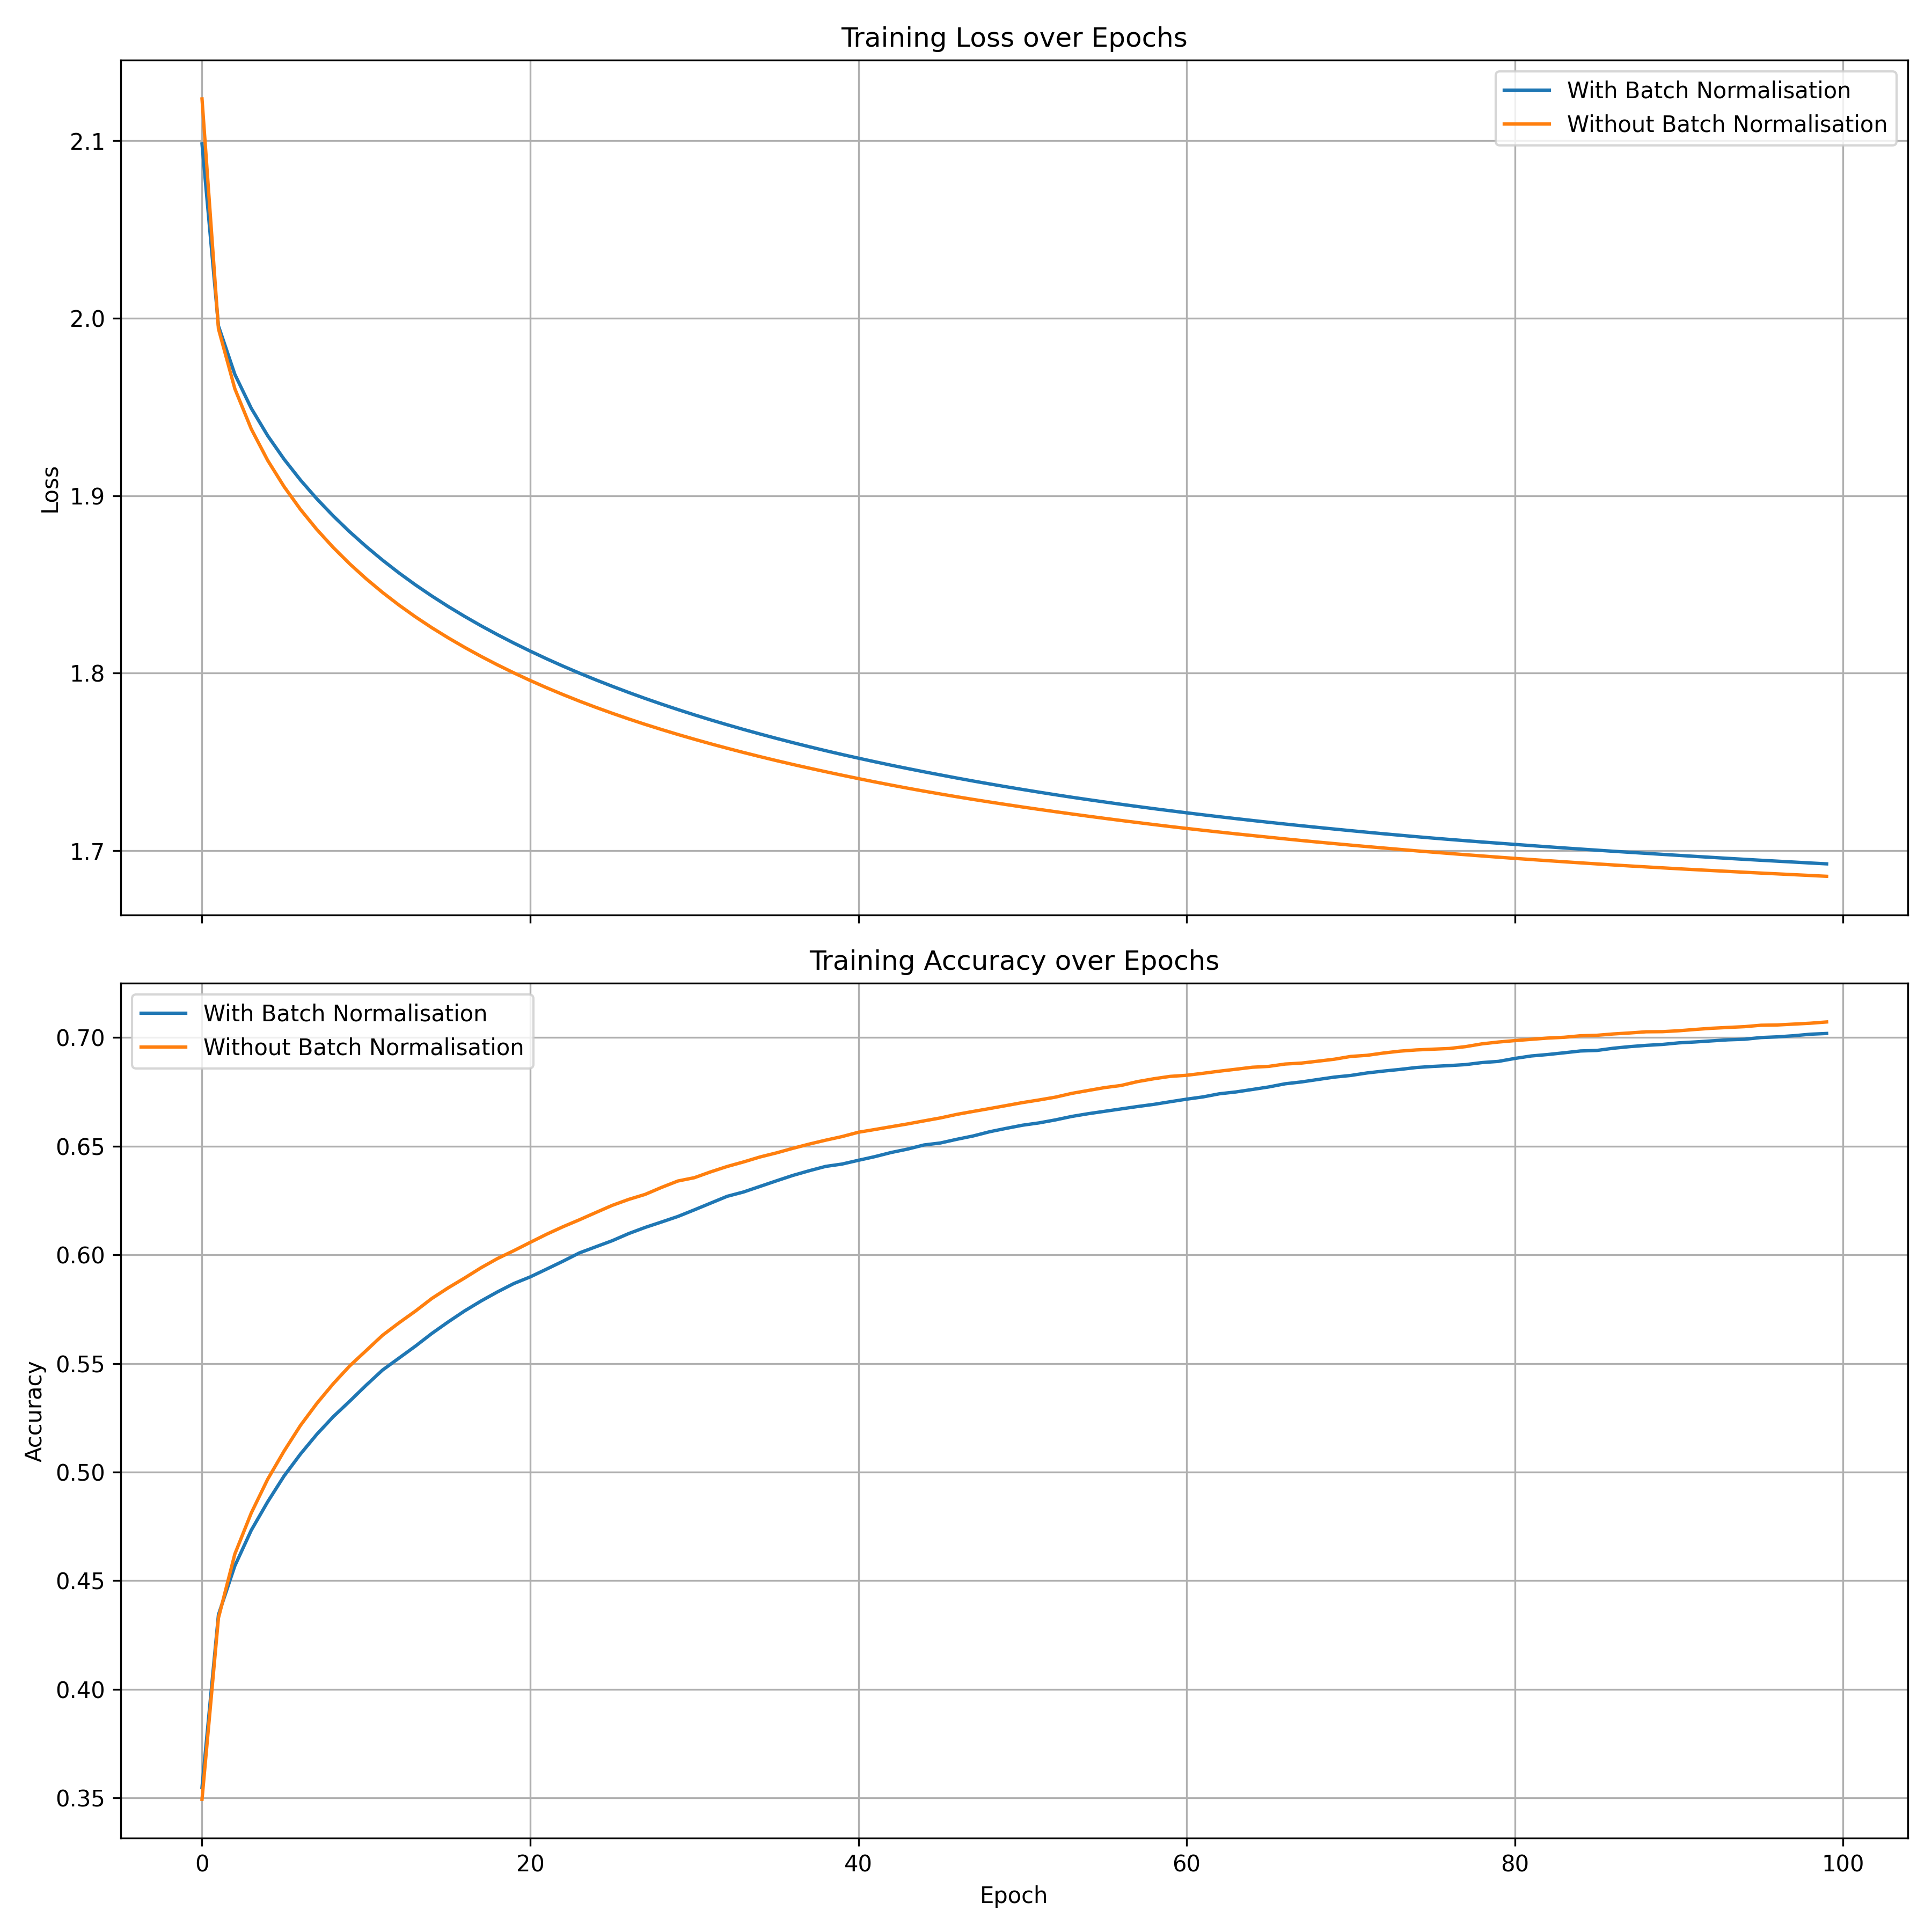 Training Loss over Epochs
With Batch Normalisation
Without Batch Normalisation
2.1
2.0
1.9
1.8
1.7
Loss
Training Accuracy over Epochs
With Batch Normalisation
Without Batch Normalisation
0.70
0.65
0.60
0.55
0.50
0.45
0.40
0.35
Accuracy
0 20 40 60 80 100
Epoch